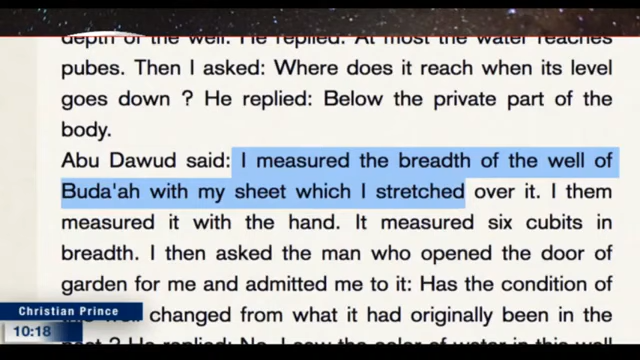 depth of the well. He replied: At most the water reaches
pubes. Then I asked: Where does it reach when its level
goes down ? He replied: Below the private part of the
body.
Abu Dawud said: I measured the breadth of the well of
Buda'ah with my sheet which I stretched over it. I them
measured it with the hand. It measured six cubits in
breadth. I then asked the man who opened the door of
garden for me and admitted me to it: Has the condition of
well changed from what it had originally been in the
past ? He replied: No. I saw the color of water in this well
Christian Prince
10:18